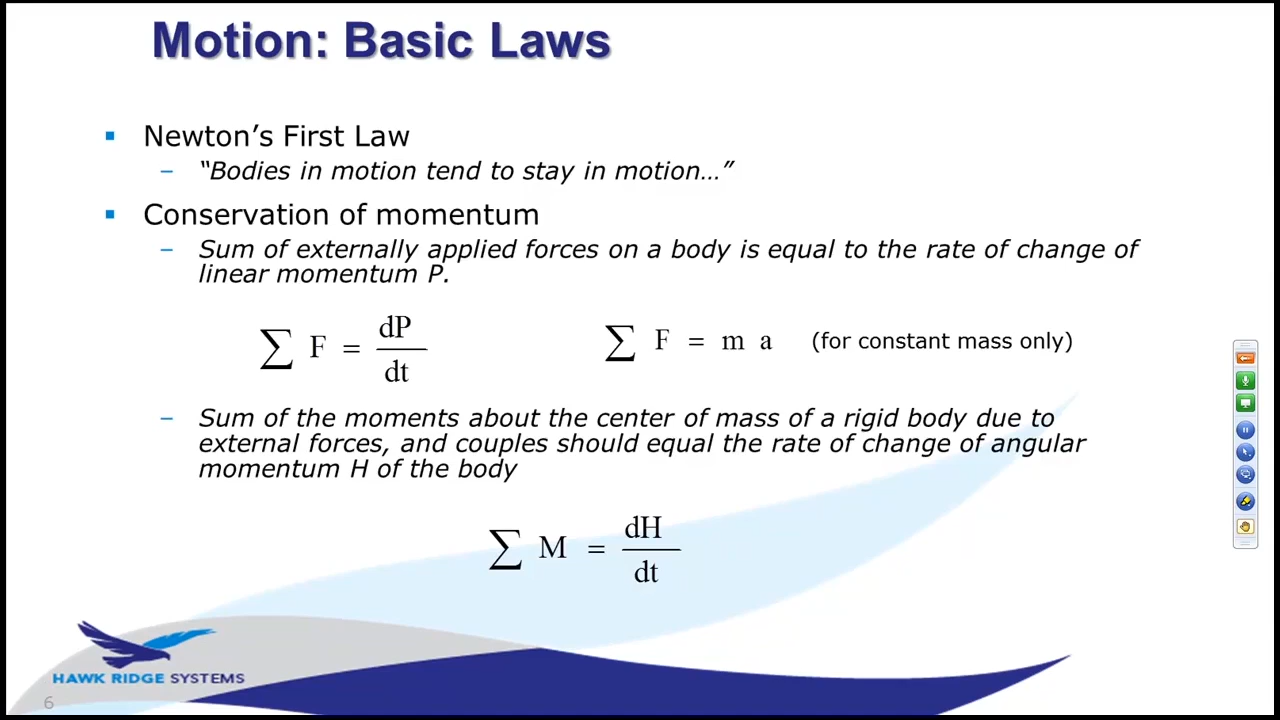 Motion: Basic Laws
Newton’s First Law
– “Bodies in motion tend to stay in motion…”
Conservation of momentum
– Sum of externally applied forces on a body is equal to the rate of change of
linear momentum P.
∑ F = dP/dt
∑ F = m a (for constant mass only)
– Sum of the moments about the center of mass of a rigid body due to
external forces, and couples should equal the rate of change of angular
momentum H of the body
∑ M = dH/dt
HAWK RIDGE SYSTEMS
6